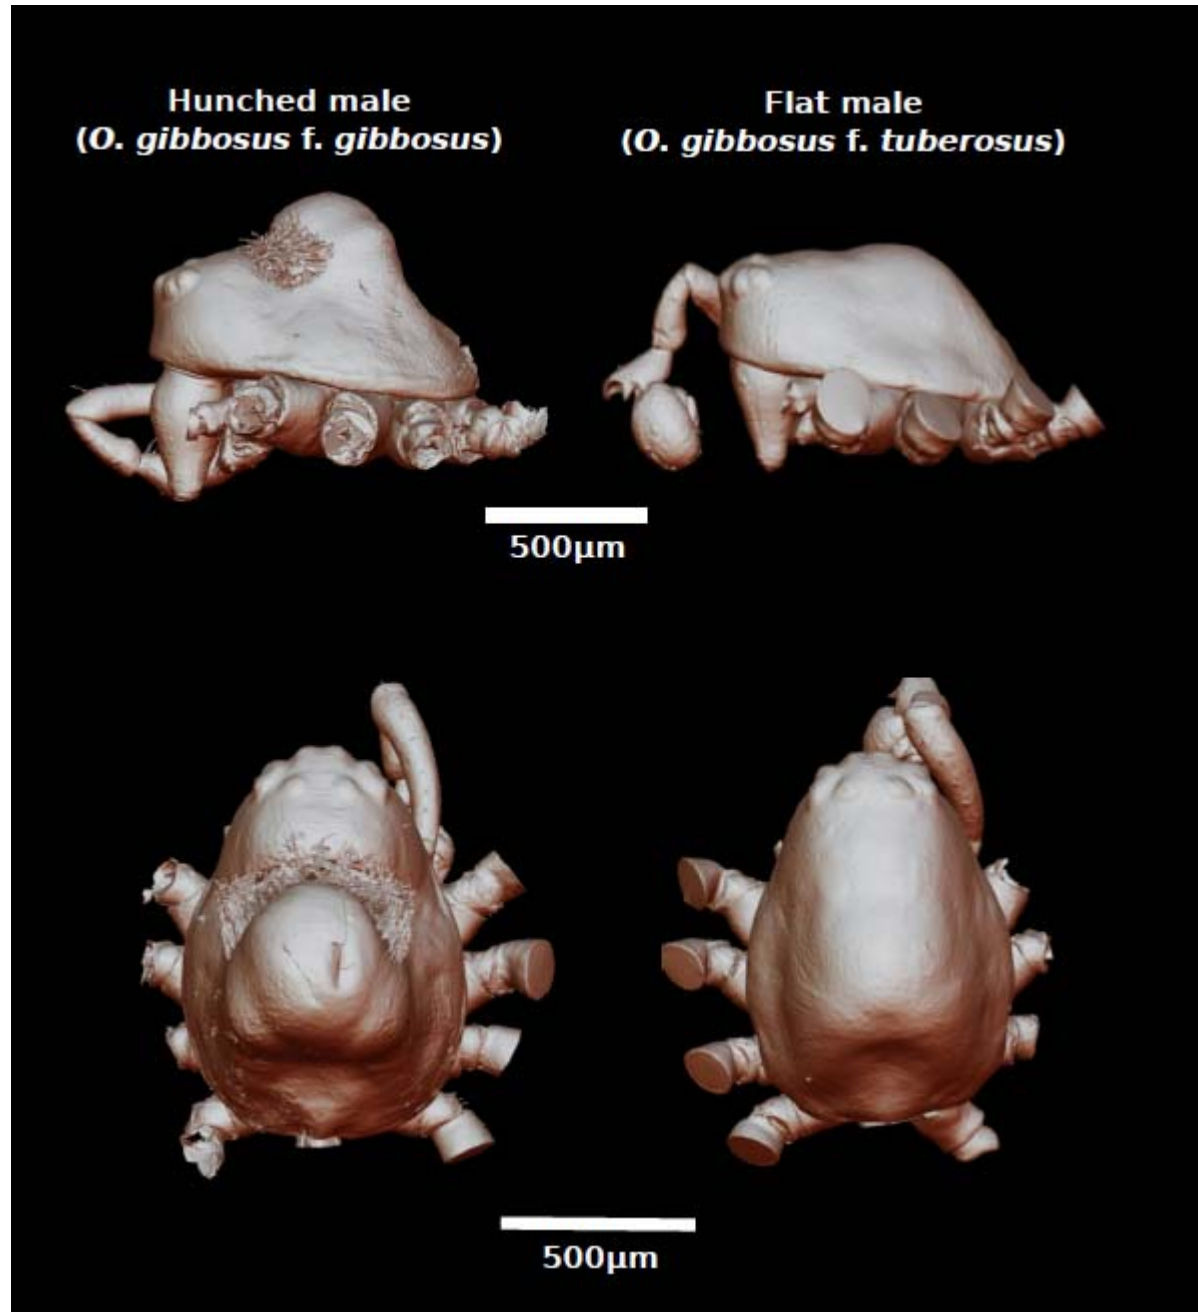 Hunched male
(O. gibbosus f. gibbosus)
Flat male
(O. gibbosus f. tuberosus)
500µm
500µm